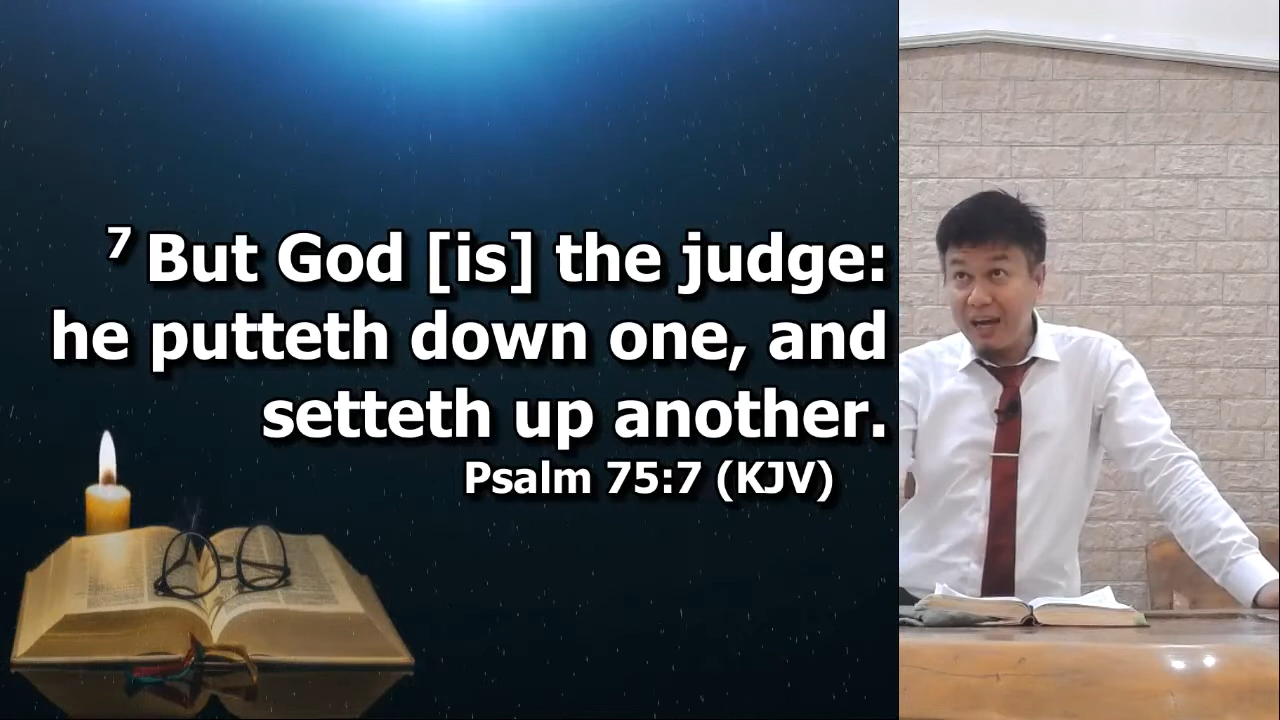 7 But God [is] the judge:
he putteth down one, and
setteth up another.
Psalm 75:7 (KJV)